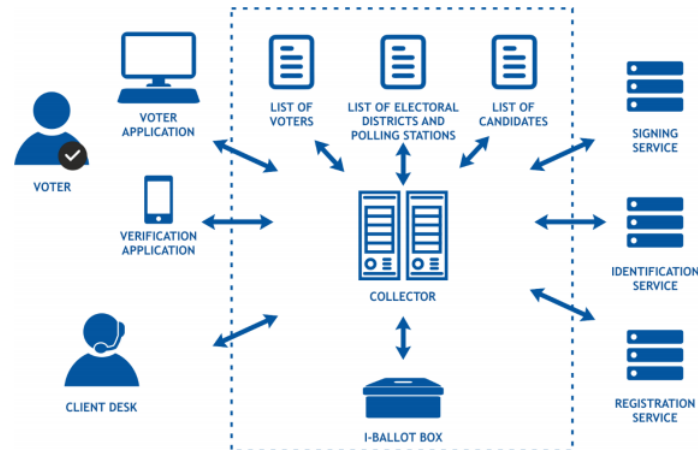 VOTER
APPLICATION
VOTER
VERIFICATION
APPLICATION
CLIENT DESK
LIST OF
VOTERS
LIST OF ELECTORAL
DISTRICTS AND
POLLING STATIONS
LIST OF
CANDIDATES
COLLECTOR
I-BALLOT BOX
SIGNING
SERVICE
IDENTIFICATION
SERVICE
REGISTRATION
SERVICE